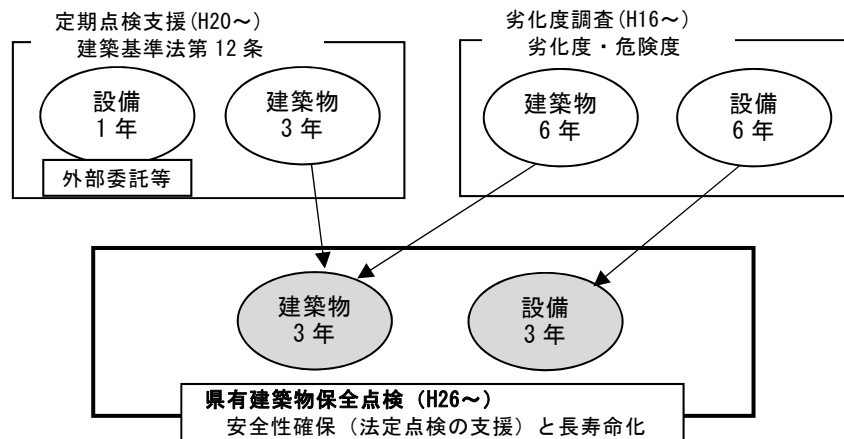 定期点検支援(H20～)
建築基準法第12条
設備
1年
建築物
3年
外部委託等
劣化度調査(H16～)
劣化度・危険度
建築物
6年
設備
6年
建築物
3年
設備
3年
県有建築物保全点検(H26～)
安全性確保(法定点検の支援)と長寿命化